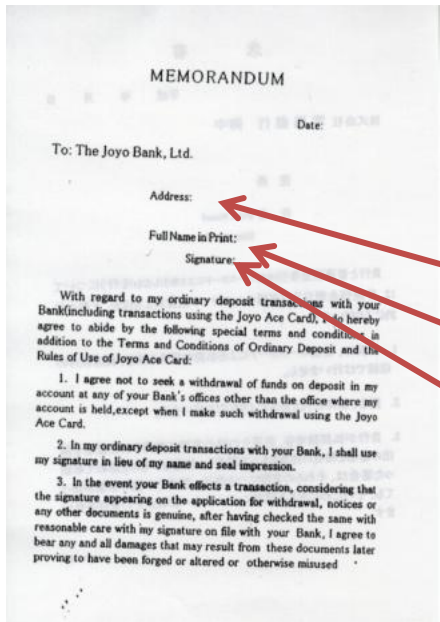 MEMORANDUM
Date:
To: The Joyo Bank, Ltd.
Address:
Full Name in Print:
Signature:
With regard to my ordinary deposit transactions with your
Bank(including transactions using the Joyo Ace Card), I do hereby
agree to abide by the following special terms and conditions in
addition to the Terms and Conditions of Ordinary Deposit and the
Rules of Use of Joyo Ace Card:
1. I agree not to seek a withdrawal of funds on deposit in my
account at any of your Bank's offices other than the office where my
account is held,except when I make such withdrawal using the Joyo
Ace Card.
2. In my ordinary deposit transactions with your Bank, I shall use
my signature in lieu of my name and seal impression.
3. In the event your Bank effects a transaction, considering that
the signature appearing on the application for withdrawal, notices or
any other documents is genuine, after having checked the same with
reasonable care with my signature on file with your Bank, I agree to
bear any and all damages that may result from these documents later
proving to have been forged or altered or otherwise misused